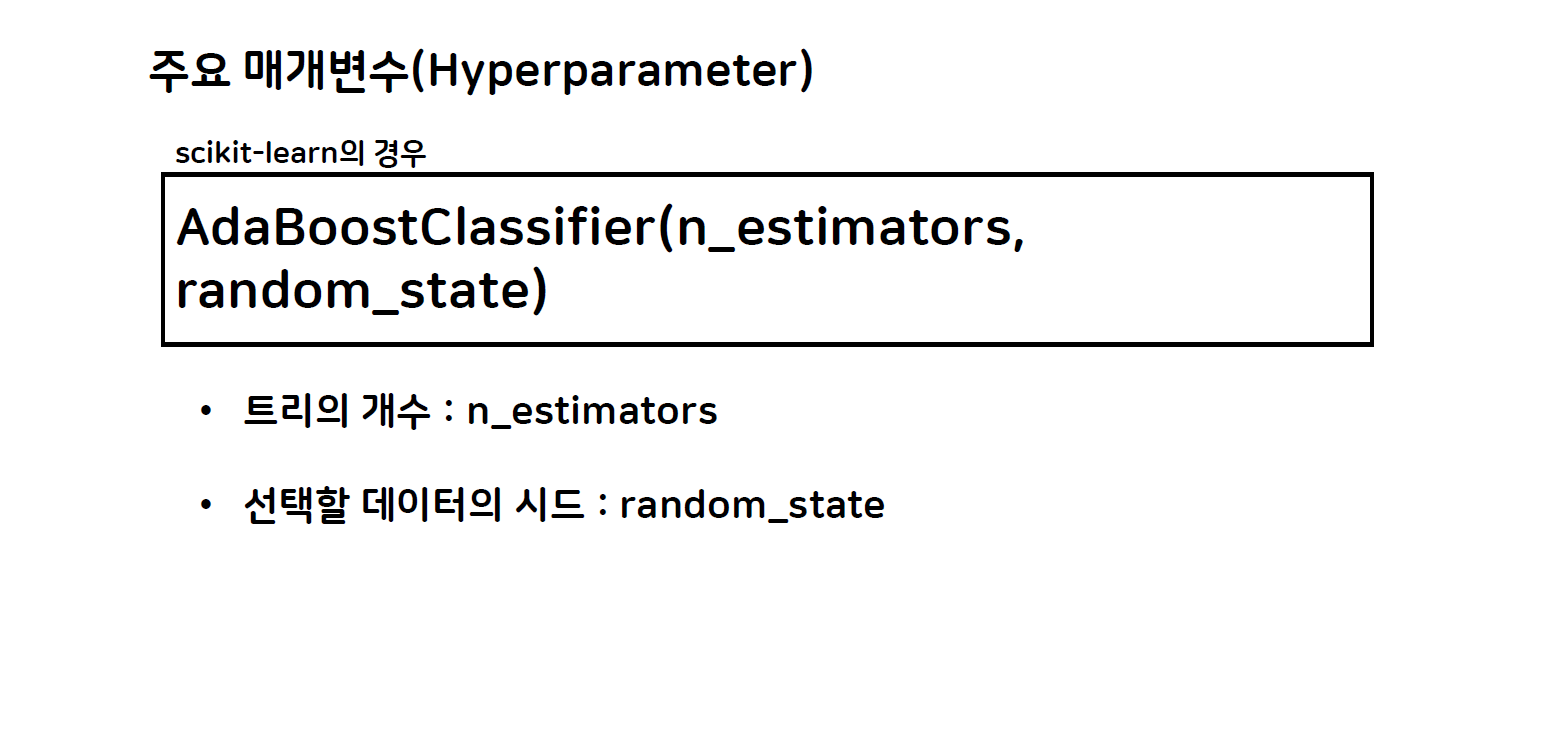 주요 매개변수(Hyperparameter)
scikit-learn의 경우
AdaBoostClassifier(n_estimators,
random_state)
• 트리의 개수 : n_estimators
• 선택할 데이터의 시드 : random_state